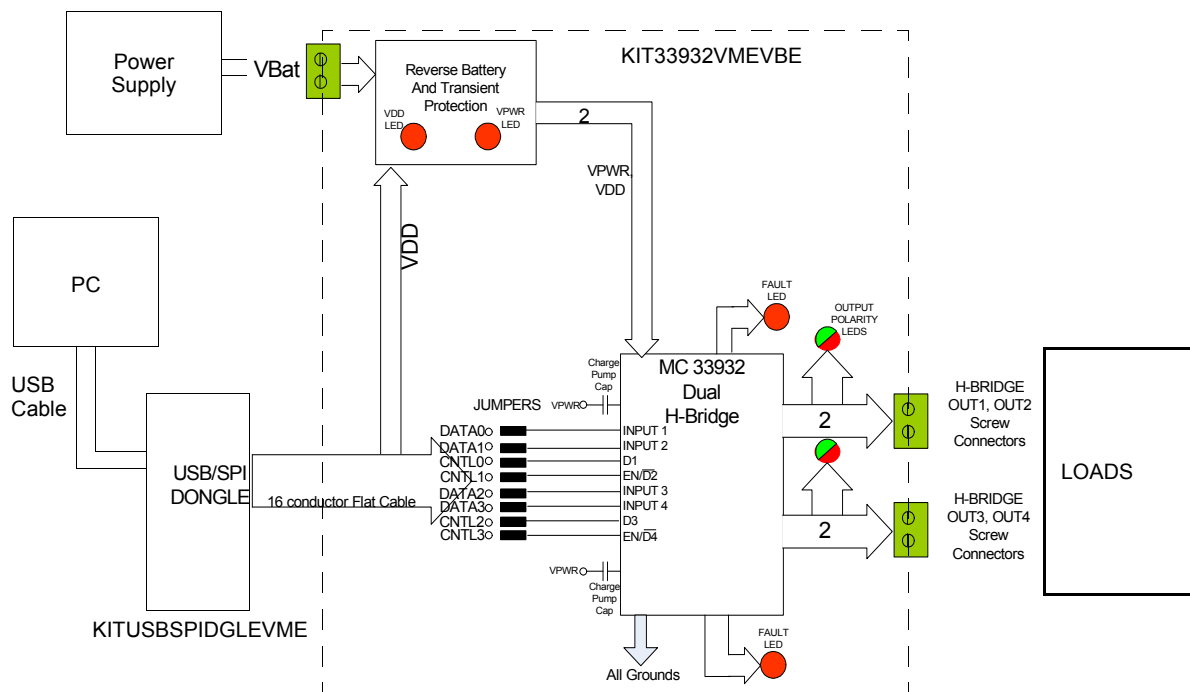 Power
Supply
VBat
KIT33932VMEVBE
Reverse Battery
And Transient
Protection
VDD
LED
VPWR
LED
2
VPWR,
VDD
VDD
PC
USB
Cable
USB/SPI
DONGLE
16 conductor Flat Cable
KITUSBSPIDGLEVME
FAULT
LED
OUTPUT
POLARITY
LEDS
Charge
Pump
Cap
VPWR
JUMPERS
MC 33932
Dual
H-Bridge
DATA0
DATA1
CNTL0
CNTL1
DATA2
DATA3
CNTL2
CNTL3
INPUT 1
INPUT 2
D1
EN/D2
INPUT 3
INPUT 4
D3
EN/D4
2
2
H-BRIDGE
OUT1, OUT2
Screw
Connectors
H-BRIDGE
OUT3, OUT4
Screw
Connectors
LOADS
VPWR
Charge
Pump
Cap
All Grounds
FAULT
LED